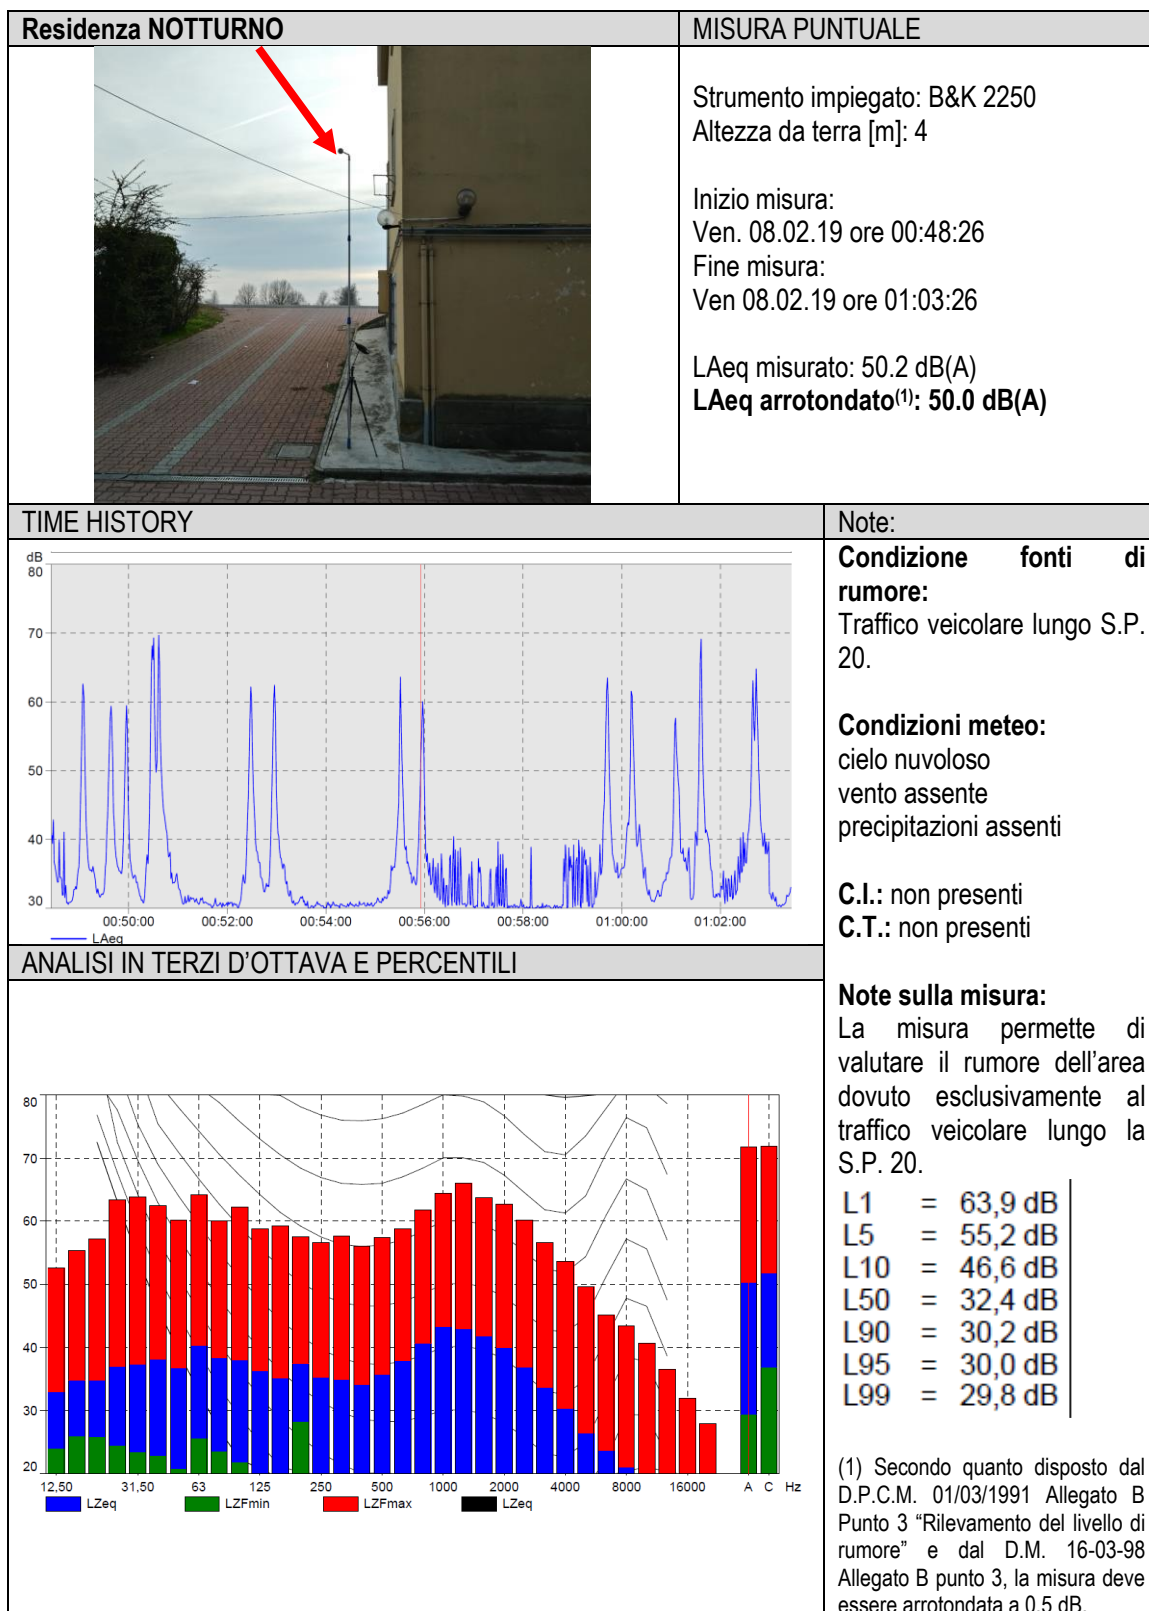 Residenza NOTTURNO
MISURA PUNTUALE
Strumento impiegato: B&K 2250
Altezza da terra [m]: 4
Inizio misura:
Ven. 08.02.19 ore 00:48:26
Fine misura:
Ven 08.02.19 ore 01:03:26
LAeq misurato: 50.2 dB(A)
LAeq arrotondato(1): 50.0 dB(A)
TIME HISTORY
dB
80
70
60
50
40
30
00:50:00 00:52:00 00:54:00 00:56:00 00:58:00 01:00:00 01:02:00
LAeq
ANALISI IN TERZI D'OTTAVA E PERCENTILI
80
70
60
50
40
30
20
12,50 31,50 63 125 250 500 1000 2000 4000 8000 16000 A C Hz
LZeq LZFmin LZFmax LZeq
Note:
Condizione fonti di
rumore:
Traffico veicolare lungo S.P.
20.
Condizioni meteo:
cielo nuvoloso
vento assente
precipitazioni assenti
C.I.: non presenti
C.T.: non presenti
Note sulla misura:
La misura permette di
valutare il rumore dell'area
dovuto esclusivamente al
traffico veicolare lungo la
S.P. 20.
L1 = 63,9 dB
L5 = 55,2 dB
L10 = 46,6 dB
L50 = 32,4 dB
L90 = 30,2 dB
L95 = 30,0 dB
L99 = 29,8 dB
(1) Secondo quanto disposto dal
D.P.C.M. 01/03/1991 Allegato B
Punto 3 "Rilevamento del livello di
rumore" e dal D.M. 16-03-98
Allegato B punto 3, la misura deve
essere arrotondata a 0.5 dB.